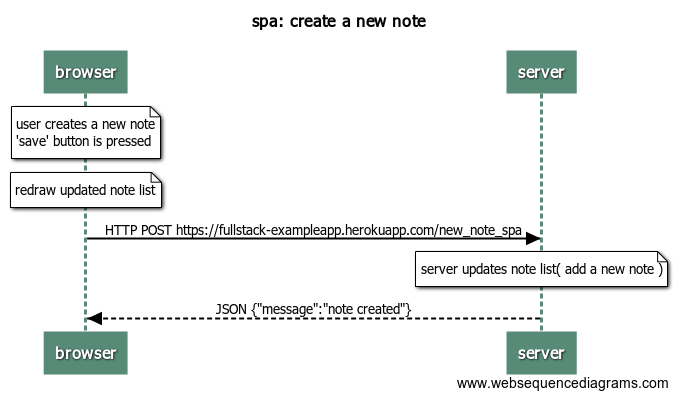 spa: create a new note
browser
server
user creates a new note
'save' button is pressed
redraw updated note list
HTTP POST https://fullstack-exampleapp.herokuapp.com/new_note_spa
server updates note list( add a new note )
JSON {"message":"note created"}
browser
server
www.websequencediagrams.com